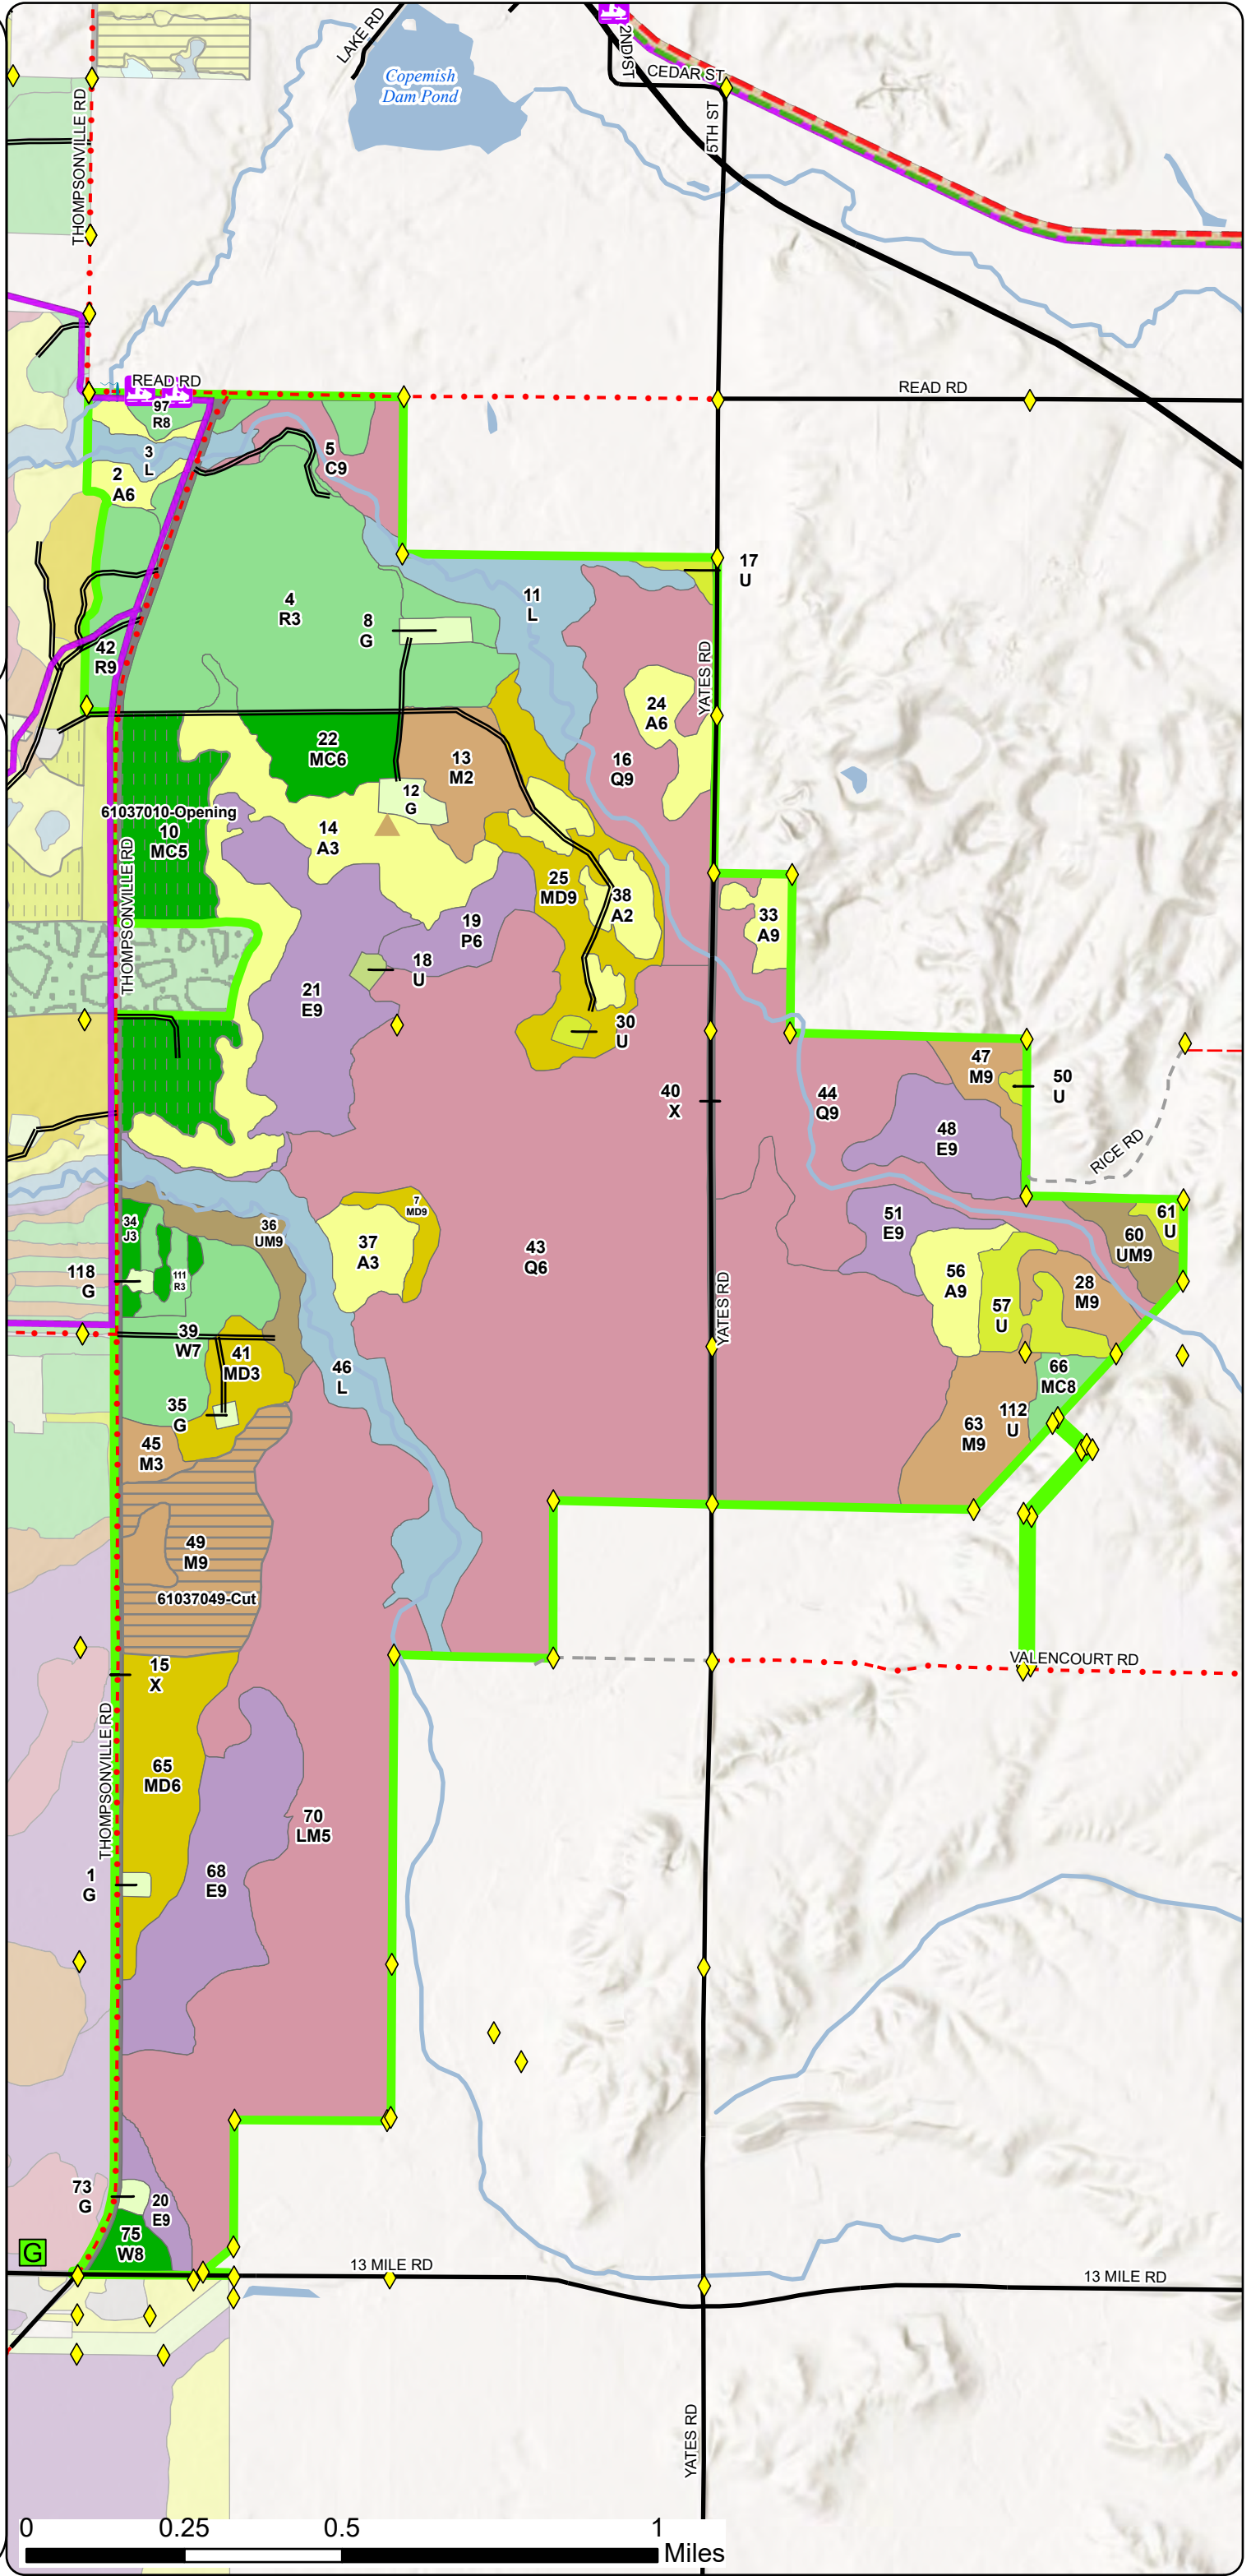 LAKE RD
2ND ST
CEDAR ST
Copemish
Dam Pond
5TH ST
THOMPSONVILLE RD
READ RD
READ RD
97
R8
3
L
5
C9
2
A6
17
U
4
R3
8
G
11
L
42
R9
YATES RD
24
A6
22
MC6
13
M2
16
Q9
12
G
61037010-Opening
10
MC5
14
A3
THOMPSONVILLE RD
25
MD9
38
A2
33
A9
19
P6
18
U
21
E9
30
U
47
M9
50
U
40
X
44
Q9
48
E9
RICE RD
7
MD9
34
J3
36
UM9
51
E9
61
U
60
UM9
37
A3
43
Q6
118
G
111
R3
56
A9
28
M9
57
U
YATES RD
39
W7
41
MD3
46
L
66
MC8
35
G
112
U
63
M9
45
M3
49
M9
61037049-Cut
VALENCOURT RD
15
X
THOMPSONVILLE RD
65
MD6
70
LM5
1
G
68
E9
73
G
20
E9
75
W8
G
13 MILE RD
13 MILE RD
YATES RD
0 0.25 0.5 1
Miles